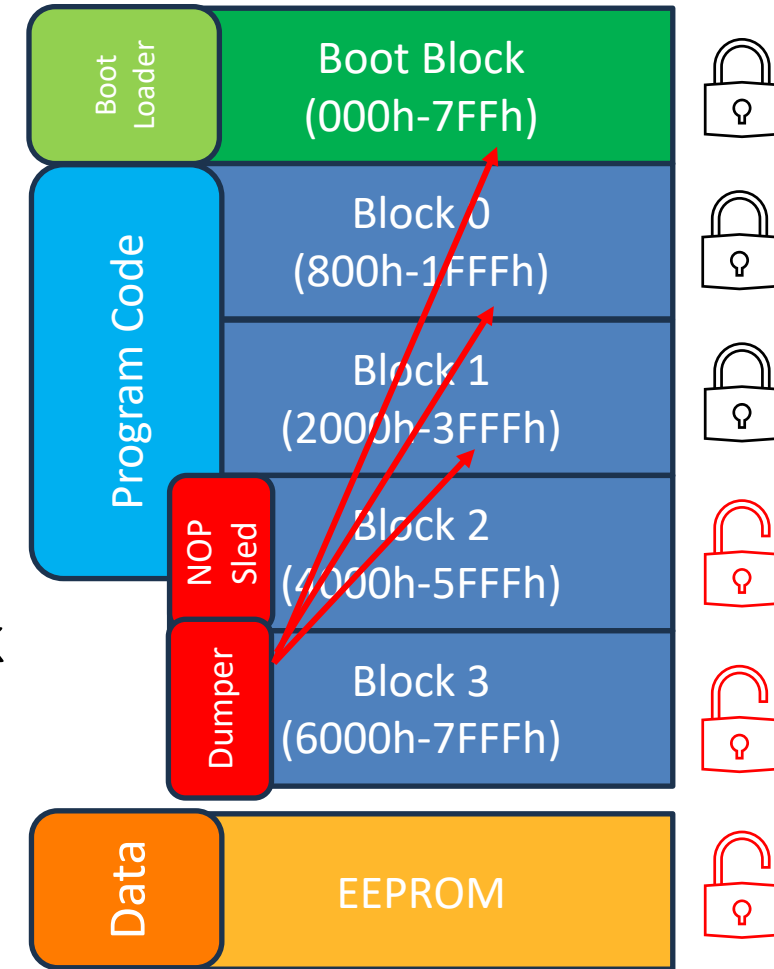 Boot
Loader
Boot Block
(000h-7FFh)
Program Code
Block 0
(800h-1FFFh)
Block 1
(2000h-3FFFh)
NOP
Sled
Block 2
(4000h-5FFFh)
Dumper
Block 3
(6000h-7FFFh)
Data
EEPROM